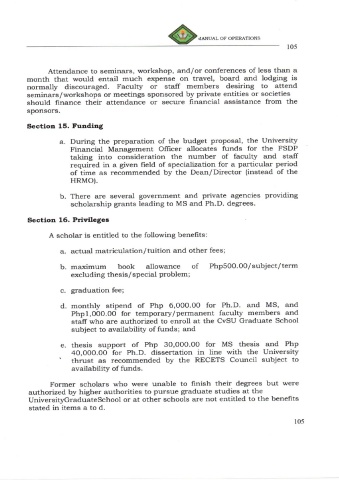 MANUAL OF OPERATIONS
105
Attendance to seminars, workshop, and/or conferences of less than a
month that would entail much expense on travel, board and lodging is
normally discouraged. Faculty or staff members desiring to attend
seminars/workshops or meetings sponsored by private entities or societies
should finance their attendance or secure financial assistance from the
sponsors.
Section 15. Funding
a. During the preparation of the budget proposal, the University
Financial Management Officer allocates funds for the FSDP
taking into consideration the number of faculty and staff
required in a given field of specialization for a particular period
of time as recommended by the Dean/Director (instead of the
HRMO).
b. There are several government and private agencies providing
scholarship grants leading to MS and Ph.D. degrees.
Section 16. Privileges
A scholar is entitled to the following benefits:
a. actual matriculation/tuition and other fees;
b. maximum book allowance of Php500.00/subject/term
excluding thesis/special problem;
c. graduation fee;
d. monthly stipend of Php 6,000.00 for Ph.D. and MS, and
Php1,000.00 for temporary/permanent faculty members and
staff who are authorized to enroll at the CvSU Graduate School
subject to availability of funds; and
e. thesis support of Php 30,000.00 for MS thesis and Php
40,000.00 for Ph.D. dissertation in line with the University
thrust as recommended by the RECETS Council subject to
availability of funds.
Former scholars who were unable to finish their degrees but were
authorized by higher authorities to pursue graduate studies at the
UniversityGraduateSchool or at other schools are not entitled to the benefits
stated in items a to d.
105